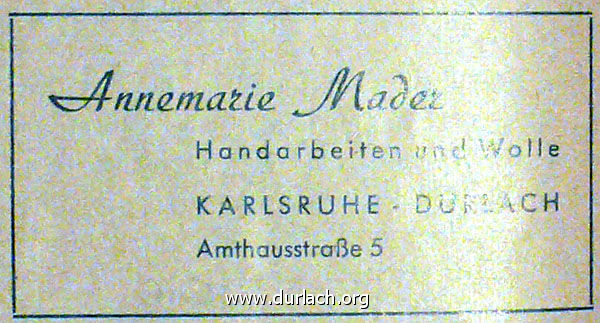 Annemarie Mader
Handarbeiten und Wolle
KARLSRUHE - DURLACH
Amthausstraße 5
www.durlach.org